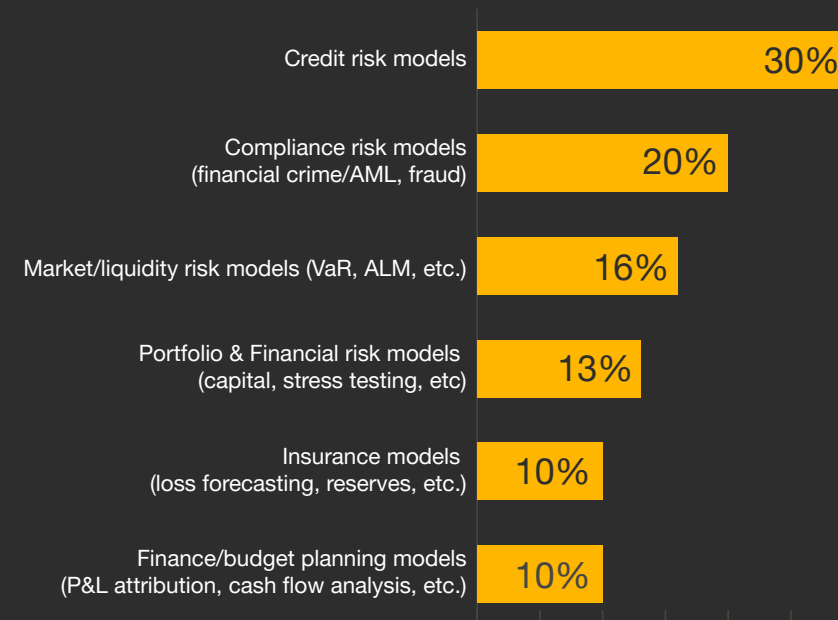 Credit risk models
30%
Compliance risk models
(financial crime/AML, fraud)
20%
Market/liquidity risk models (VaR, ALM, etc.)
16%
Portfolio & Financial risk models
(capital, stress testing, etc)
13%
Insurance models
(loss forecasting, reserves, etc.)
10%
Finance/budget planning models
(P&L attribution, cash flow analysis, etc.)
10%